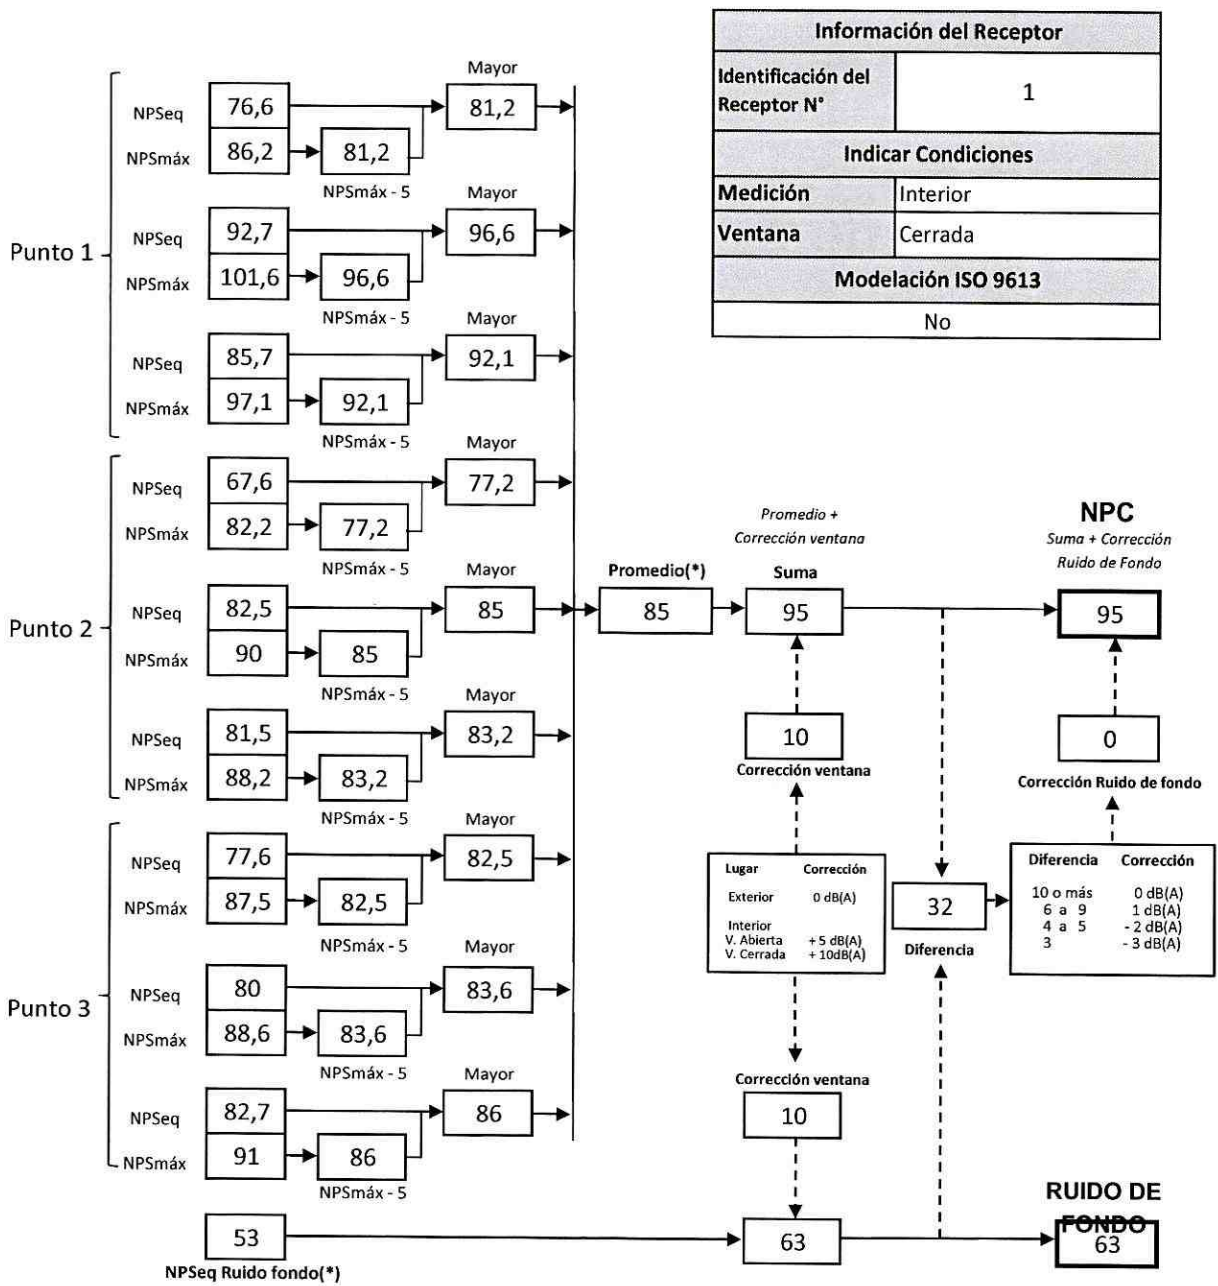 Información del Receptor
Identificación del
Receptor N°
1
Indicar Condiciones
Medición Interior
Ventana Cerrada
Modelación ISO 9613
No
Punto 1
Mayor
NPSeq 76,6 81,2
NPSmáx 86,2 81,2
NPSmáx - 5
Mayor
NPSeq 92,7 96,6
NPSmáx 101,6 96,6
NPSmáx - 5
Mayor
NPSeq 85,7 92,1
NPSmáx 97,1 92,1
NPSmáx - 5
Punto 2
Mayor
NPSeq 67,6 77,2
NPSmáx 82,2 77,2
NPSmáx - 5
Mayor
NPSeq 82,5 85
NPSmáx 90 85
NPSmáx - 5
Mayor
NPSeq 81,5 83,2
NPSmáx 88,2 83,2
NPSmáx - 5
Punto 3
Mayor
NPSeq 77,6 82,5
NPSmáx 87,5 82,5
NPSmáx - 5
Mayor
NPSeq 80 83,6
NPSmáx 88,6 83,6
NPSmáx - 5
Mayor
NPSeq 82,7 86
NPSmáx 91 86
NPSmáx - 5
53
NPSeq Ruido fondo(*)
Promedio(*)
85
Promedio +
Corrección ventana
Suma
95
10
Corrección ventana
Lugar Corrección
Exterior 0 dB(A)
Interior
V. Abierta + 5 dB(A)
V. Cerrada + 10dB(A)
Corrección ventana
10
63
32
Diferencia
NPC
Suma + Corrección
Ruido de Fondo
95
0
Corrección Ruido de fondo
Diferencia Corrección
10 o más 0 dB(A)
6 a 9 1 dB(A)
4 a 5 - 2 dB(A)
3 - 3 dB(A)
RUIDO DE
FONDO
63